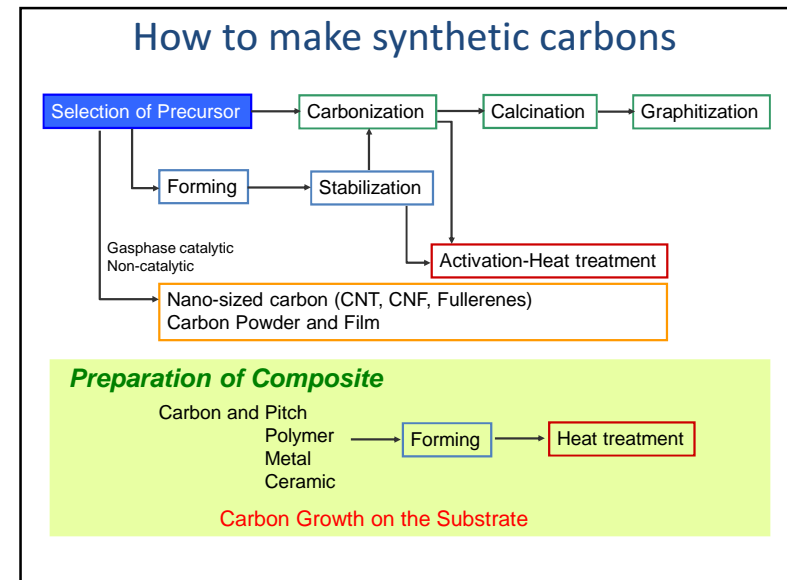 How to make synthetic carbons
Selection of Precursor
Carbonization
Calcination
Graphitization
Forming
Stabilization
Gasphase catalytic
Non-catalytic
Activation-Heat treatment
Nano-sized carbon (CNT, CNF, Fullerenes)
Carbon Powder and Film
Preparation of Composite
Carbon and Pitch
Polymer
Metal
Ceramic
Forming
Heat treatment
Carbon Growth on the Substrate